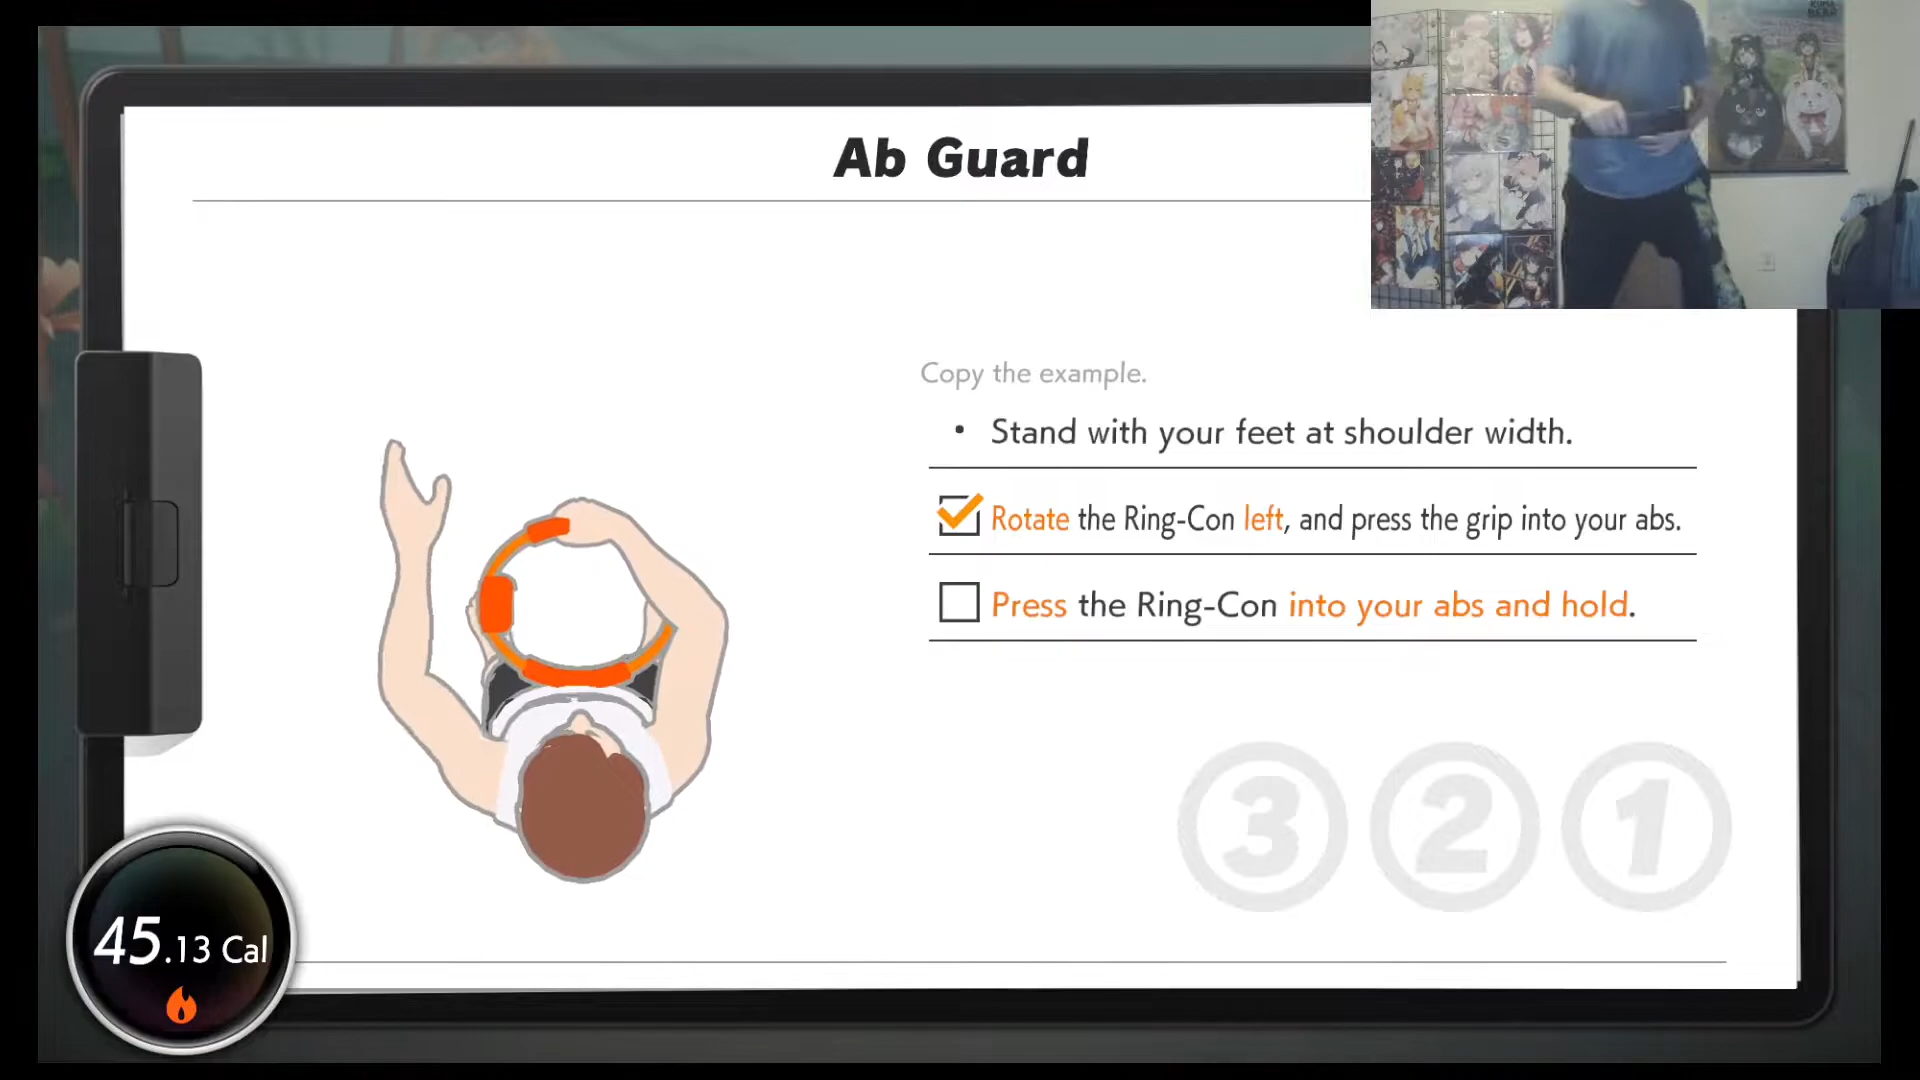 Ab Guard
Copy the example.
• Stand with your feet at shoulder width.
Rotate the Ring-Con left, and press the grip into your abs.
Press the Ring-Con into your abs and hold.
3 2 1
45.13 Cal